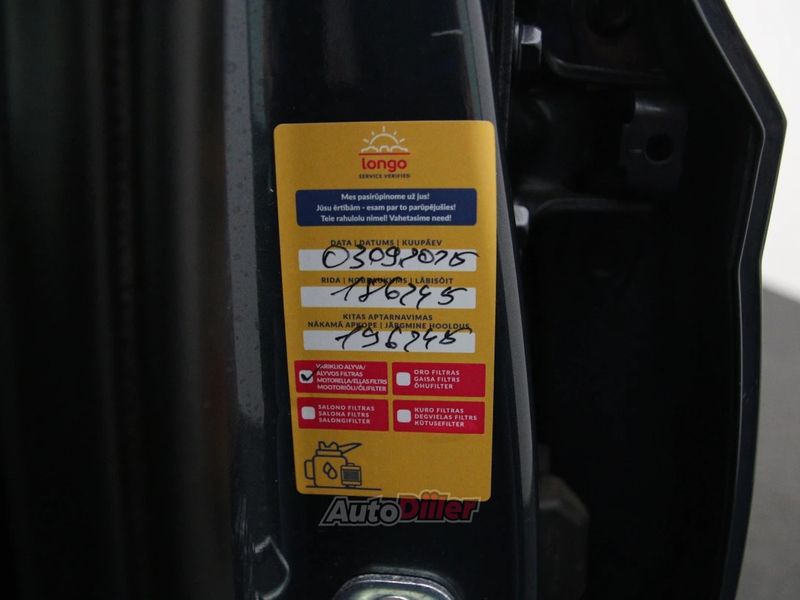 longo
SERVICE VERIFIED
Mes pasirūpinome už jus!
Jūsu ērtībām - esam par to parūpējušies!
Teie rahulolu nimel! Vahetasime need!
DATA | DATUMS | KUUPÄEV
03092025
RIDA | NOBRAUKUMS | LÄBISÕIT
186245
KITAS APTARNAVIMAS
NĀKAMĀ APKOPE | JÄRGMINE HOOLDUS
196245
VARIKLIO ALYVA/
ALYVOS FILTRAS
MOTOREĻĻA/EĻĻAS FILTRS
MOOTORIÕLI/ÕLIFILTER
ORO FILTRAS
GAISA FILTRS
ÕHUFILTER
SALONO FILTRAS
SALONA FILTRS
SALONGIFILTER
KURO FILTRAS
DEGVIELAS FILTRS
KÜTUSEFILTER
AutoDiller